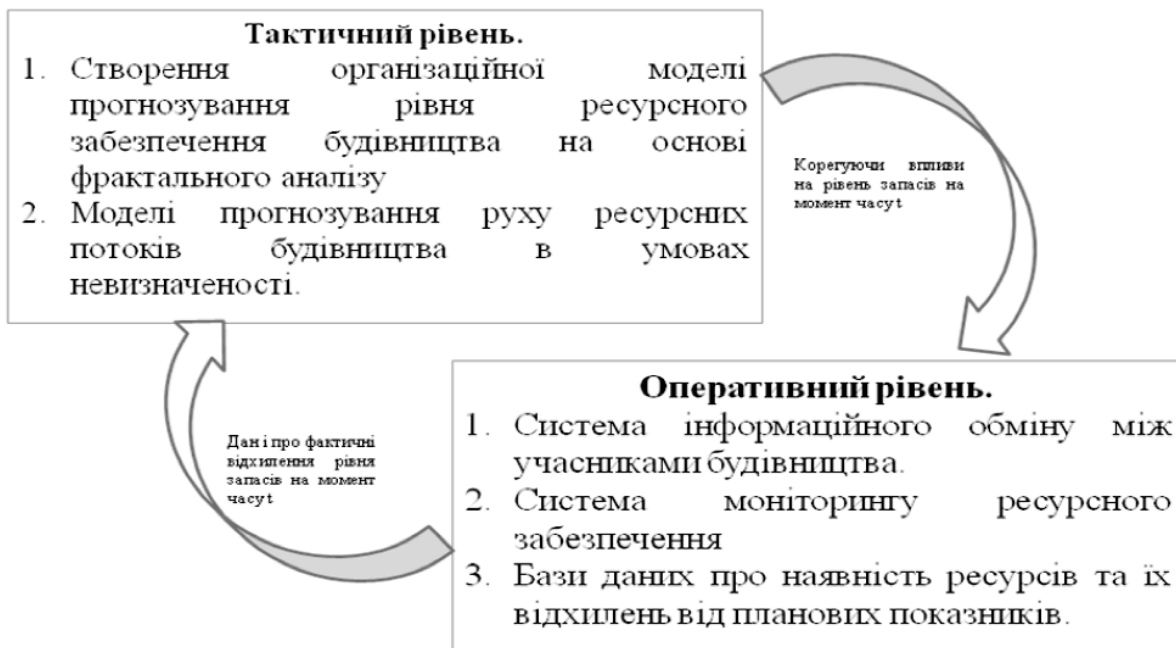 Тактичний рівень.
1. Створення організаційної моделі
прогнозування рівня ресурсного
забезпечення будівництва на основі
фрактального аналізу
2. Моделі прогнозування руху ресурсних
потоків будівництва в умовах
невизначеності.
Корегуючи впливи
на рівень запасів на
момент часу t
Дані про фактичні
відхилення рівня
запасів на момент
часу t
Оперативний рівень.
1. Система інформаційного обміну між
учасниками будівництва.
2. Система моніторингу ресурсного
забезпечення
3. Бази даних про наявність ресурсів та їх
відхилень від планових показників.